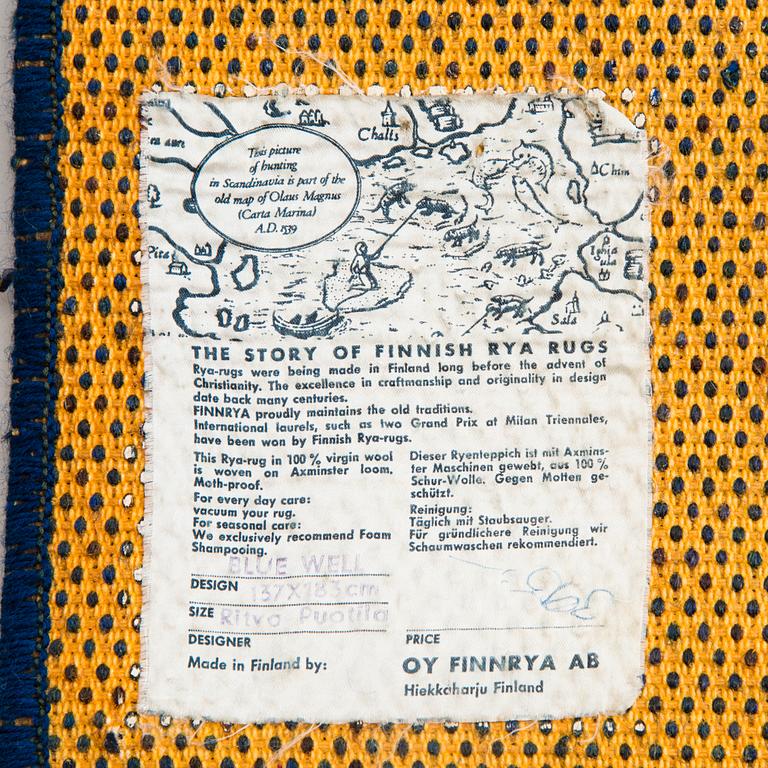 Chalts
This picture
of hunting
in Scandinavia is part of the
old map of Olaus Magnus
(Carta Marina)
A.D. 1539
Pita
Sala
THE STORY OF FINNISH RYA RUGS
Rya-rugs were being made in Finland long before the advent of
Christianity. The excellence in craftmanship and originality in design
date back many centuries.
FINNRYA proudly maintains the old traditions.
International laurels, such as two Grand Prix at Milan Triennales,
have been won by Finnish Rya-rugs.
This Rya-rug in 100 % virgin wool
is woven on Axminster loom.
Moth-proof.
For every day care:
vacuum your rug.
For seasonal care:
We exclusively recommend Foam
Shampooing.
Dieser Ryenteppich ist mit Axmins-
ter Maschinen gewebt, aus 100 %
Schur-Wolle. Gegen Motten ge-
schützt.
Reinigung:
Täglich mit Staubsauger.
Für gründlichere Reinigung wir
Schaumwaschen rekommendiert.
BLUE WELL
DESIGN 137X185cm
SIZE Ritva Puotila
DESIGNER
PRICE
Made in Finland by:
OY FINNRYA AB
Hiekkaharju Finland